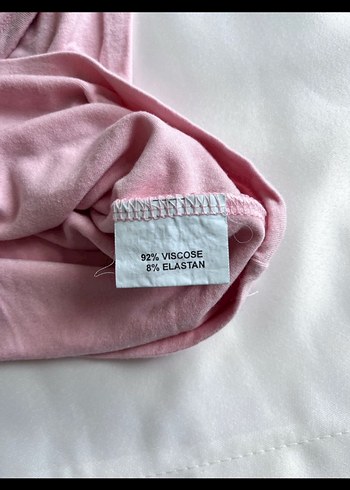 92% VISCOSE
8% ELASTAN